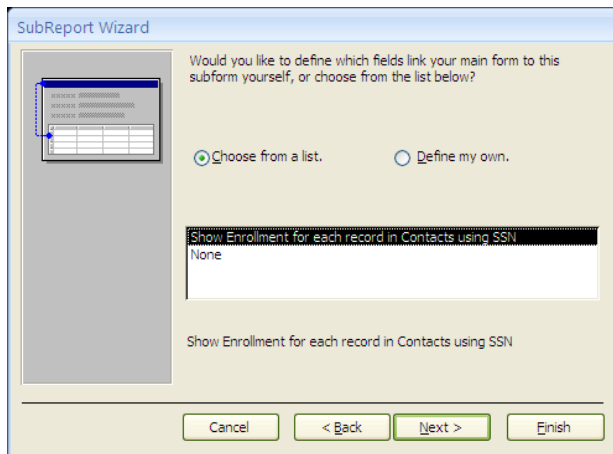 SubReport Wizard
Would you like to define which fields link your main form to this
subform yourself, or choose from the list below?
Choose from a list.
Define my own.
Show Enrollment for each record in Contacts using SSN
None
Show Enrollment for each record in Contacts using SSN
Cancel
< Back
Next >
Finish